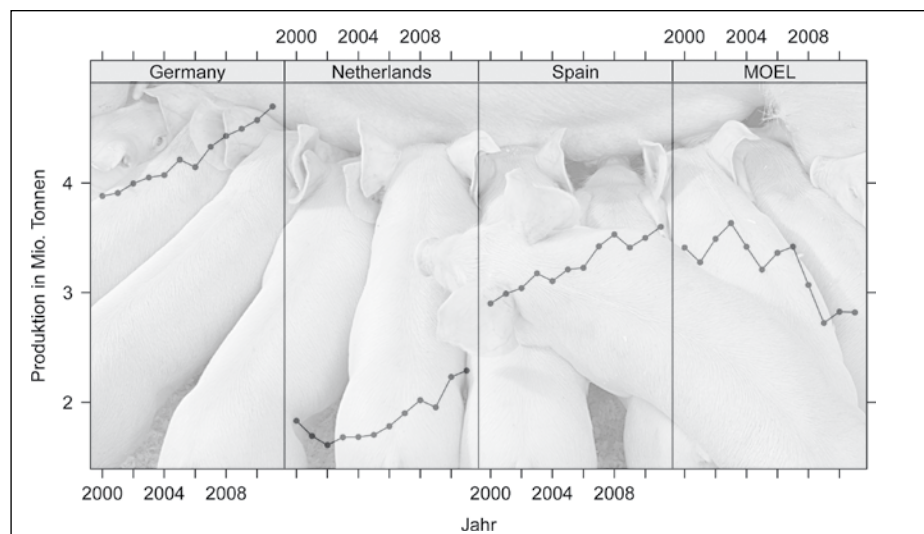 2000 2004 2008 2000 2004 2008
Germany Netherlands Spain MOEL
Produktion in Mio. Tonnen
4
3
2
2000 2004 2008 2000 2004 2008
Jahr